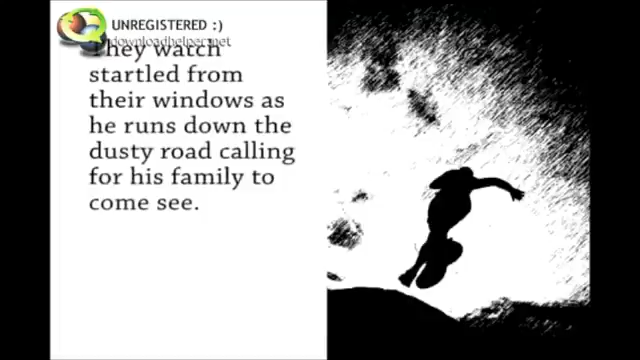 UNREGISTERED :)
downloadhelper.net
They watch
startled from
their windows as
he runs down the
dusty road calling
for his family to
come see.